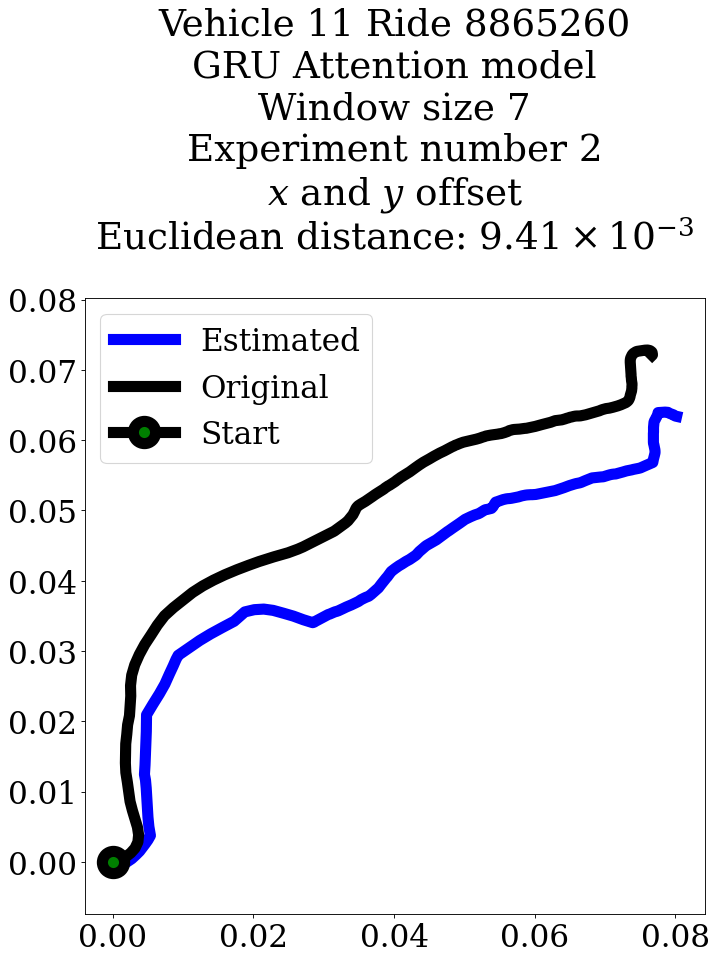 Vehicle 11 Ride 8865260
GRU Attention model
Window size 7
Experiment number 2
x and y offset
Euclidean distance: 9.41 × 10⁻³
0.08
Estimated
0.07
Original
0.06
Start
0.05
0.04
0.03
0.02
0.01
0.00
0.00 0.02 0.04 0.06 0.08